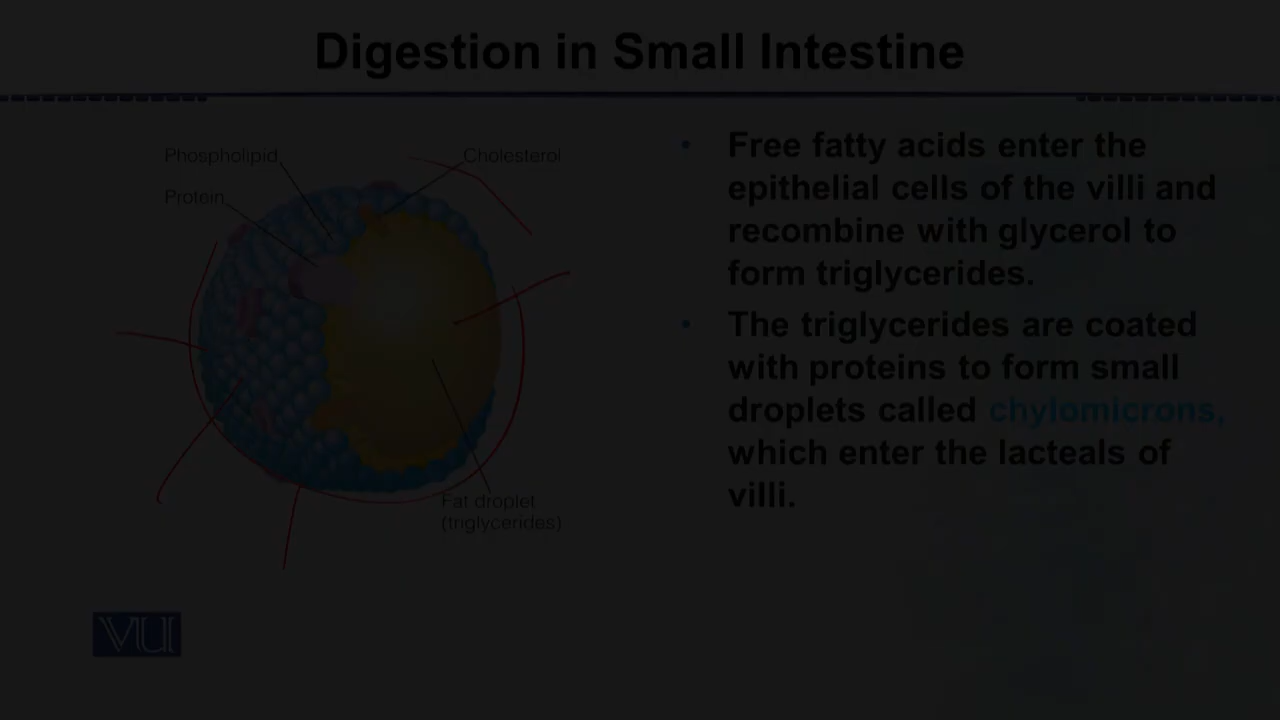 Digestion in Small Intestine
Phospholipid
Cholesterol
Protein
Fat droplet
(triglycerides)
• Free fatty acids enter the
epithelial cells of the villi and
recombine with glycerol to
form triglycerides.
• The triglycerides are coated
with proteins to form small
droplets called chylomicrons,
which enter the lacteals of
villi.
VU